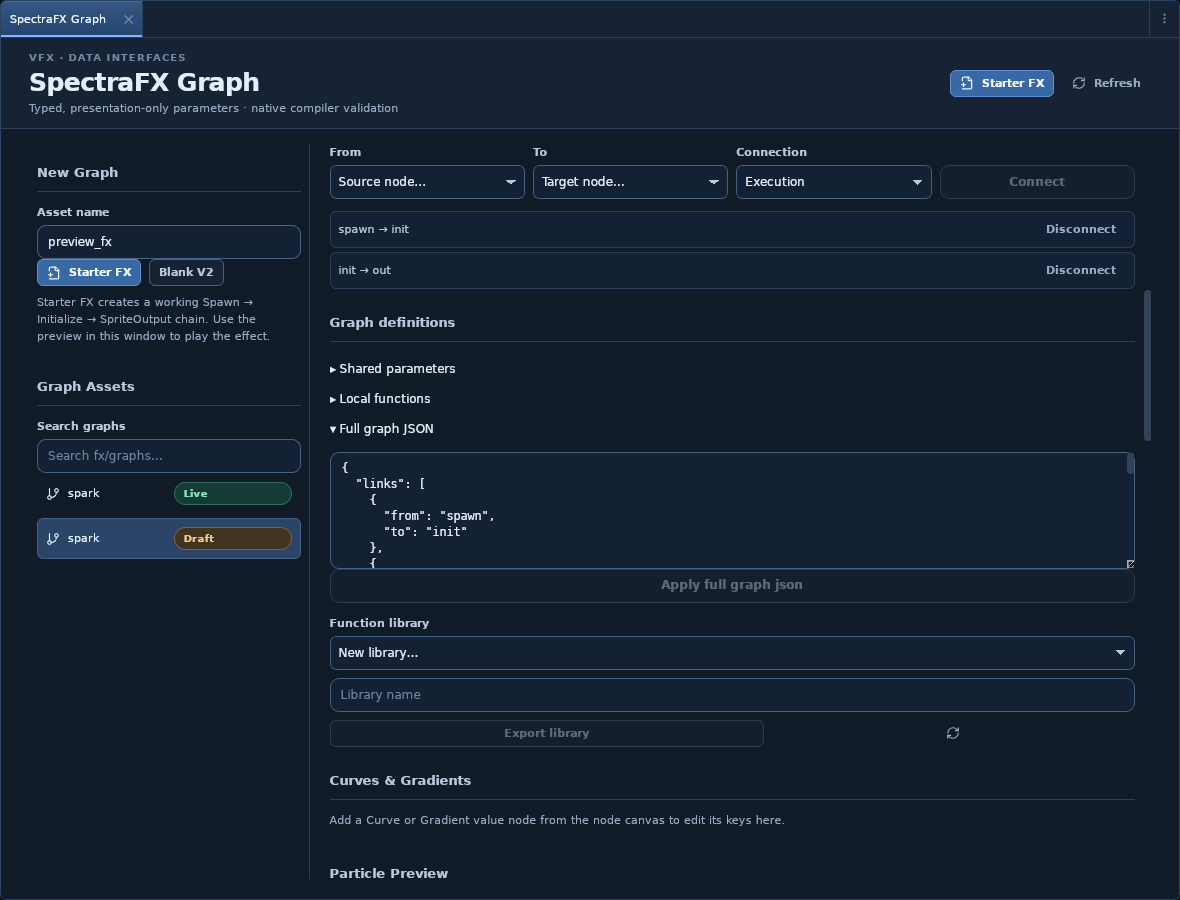 SpectraFX Graph
VFX · DATA INTERFACES
SpectraFX Graph
Typed, presentation-only parameters · native compiler validation
Starter FX
Refresh
New Graph
Asset name
preview_fx
Starter FX
Blank V2
Starter FX creates a working Spawn →
Initialize → SpriteOutput chain. Use the
preview in this window to play the effect.
Graph Assets
Search graphs
Search fx/graphs...
spark
Live
spark
Draft
From
To
Connection
Source node...
Target node...
Execution
Connect
spawn → init
Disconnect
init → out
Disconnect
Graph definitions
▸ Shared parameters
▸ Local functions
▾ Full graph JSON
{
  "links": [
    {
      "from": "spawn",
      "to": "init"
    },
    {
Apply full graph json
Function library
New library...
Library name
Export library
Curves & Gradients
Add a Curve or Gradient value node from the node canvas to edit its keys here.
Particle Preview